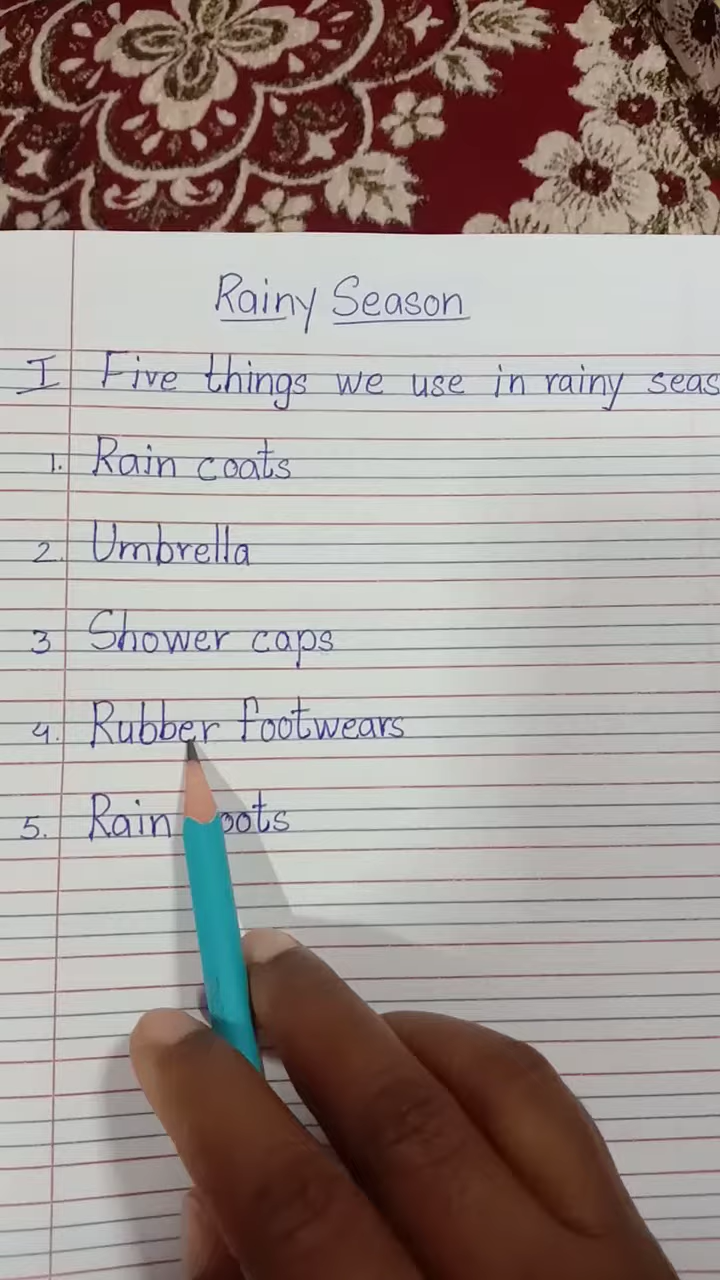 Rainy Season
I Five things we use in rainy seas
1. Rain coats
2. Umbrella
3 Shower caps
4. Rubber footwears
5. Rain oots